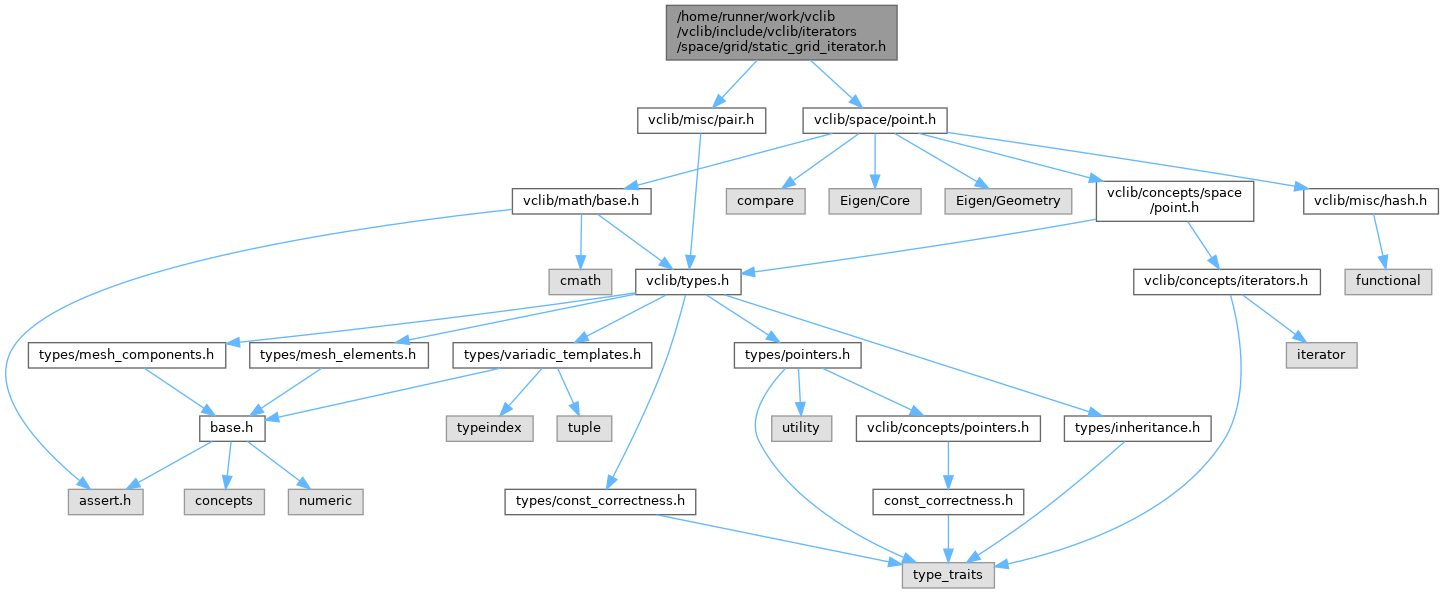 /home/runner/work/vclib
/vclib/include/vclib/iterators
/space/grid/static_grid_iterator.h
vclib/misc/pair.h
vclib/space/point.h
vclib/math/base.h
compare
Eigen/Core
Eigen/Geometry
vclib/concepts/space
/point.h
vclib/misc/hash.h
cmath
vclib/types.h
vclib/concepts/iterators.h
functional
types/mesh_components.h
types/mesh_elements.h
types/variadic_templates.h
types/pointers.h
iterator
base.h
typeindex
tuple
utility
vclib/concepts/pointers.h
types/inheritance.h
assert.h
concepts
numeric
types/const_correctness.h
const_correctness.h
type_traits